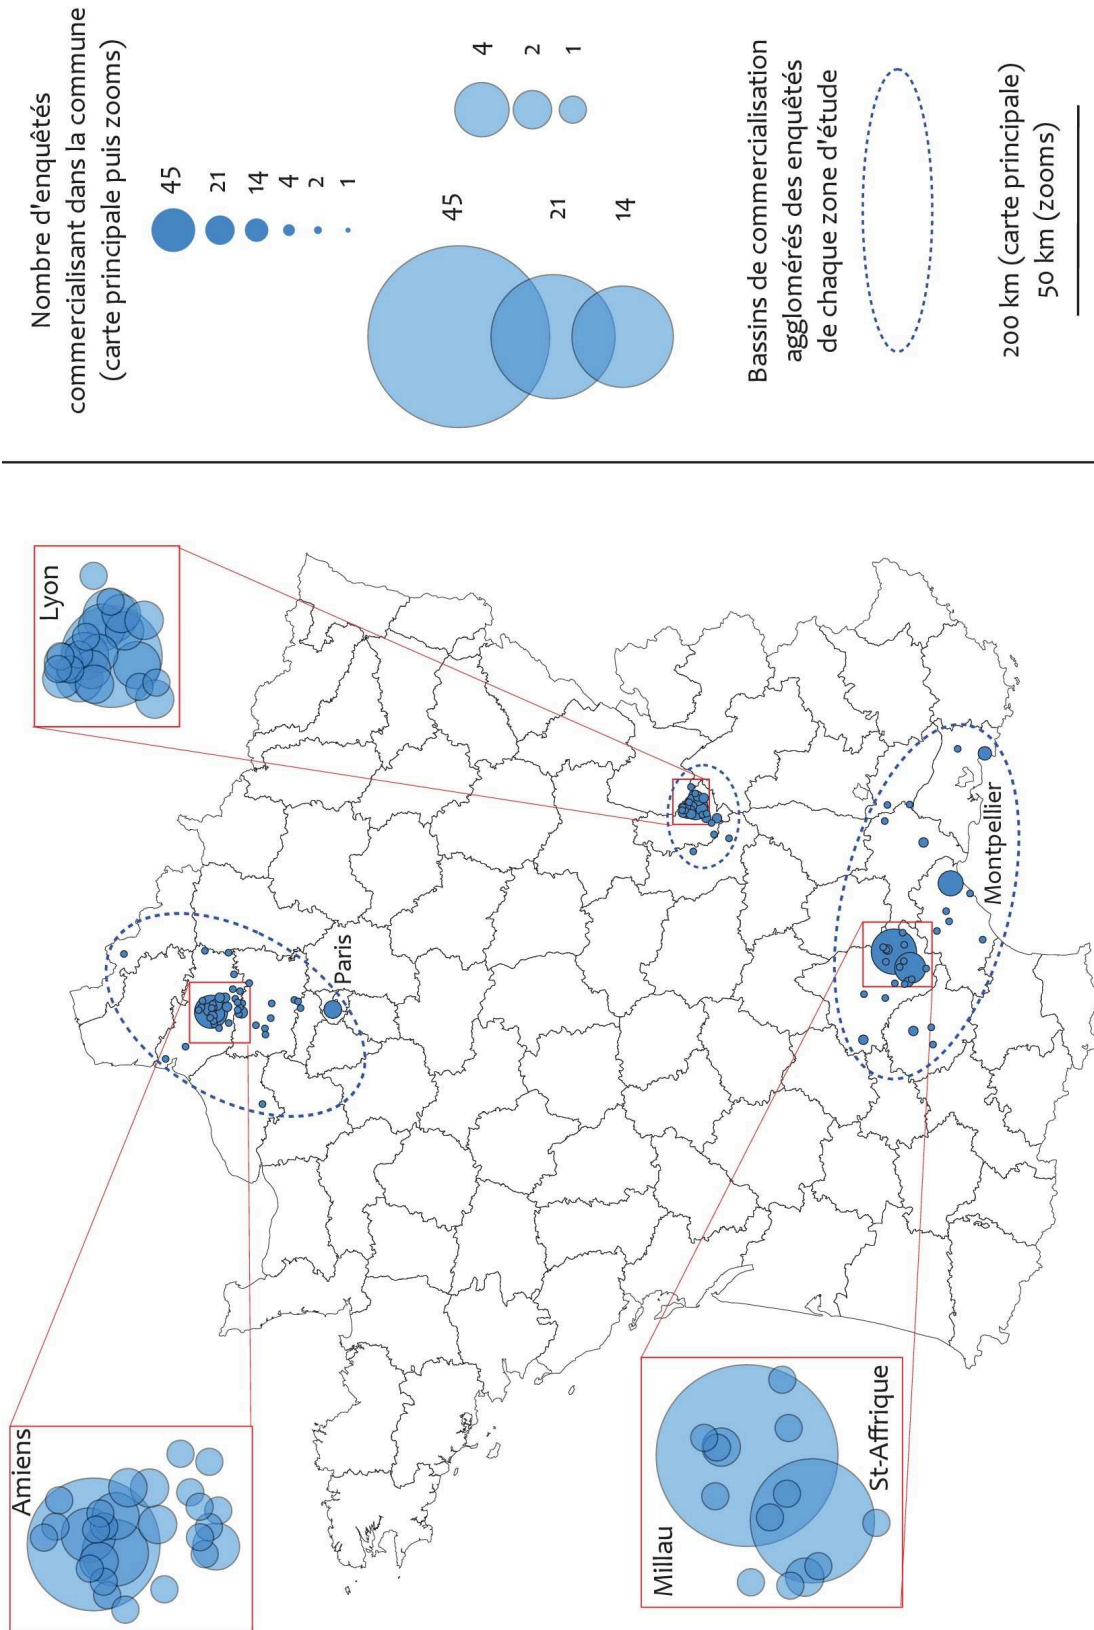 Amiens
Lyon
Paris
Millau
St-Affrique
Montpellier
Nombre d'enquêtés
commercialisant dans la commune
(carte principale puis zooms)
45
21
14
4
2
1
45
21
14
4
2
1
Bassins de commercialisation
agglomérés des enquêtés
de chaque zone d'étude
200 km (carte principale)
50 km (zooms)